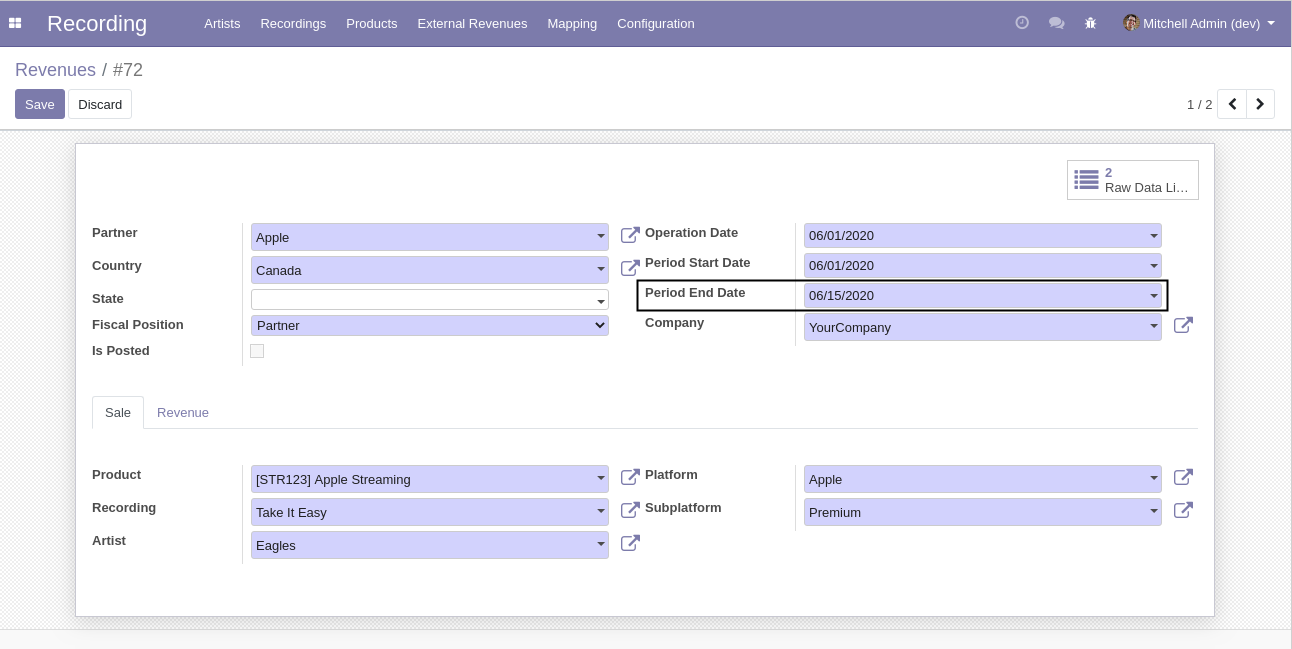 Recording Artists Recordings Products External Revenues Mapping Configuration Mitchell Admin (dev)
Revenues / #72
Save Discard 1 / 2
2
Raw Data Li...
Partner Apple Operation Date 06/01/2020
Country Canada Period Start Date 06/01/2020
State Period End Date 06/15/2020
Fiscal Position Partner Company YourCompany
Is Posted
Sale Revenue
Product [STR123] Apple Streaming Platform Apple
Recording Take It Easy Subplatform Premium
Artist Eagles